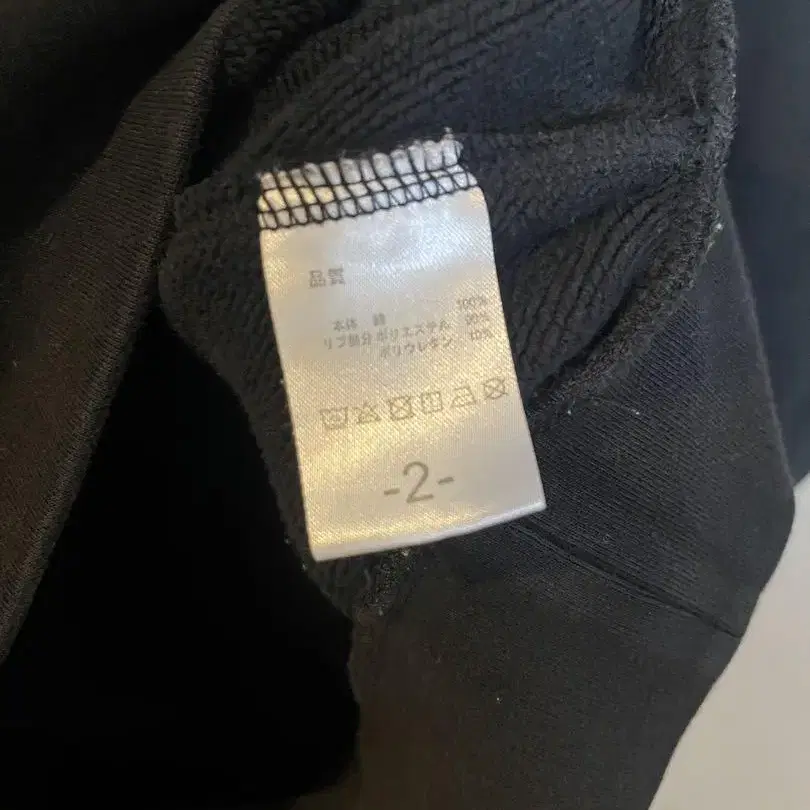 品質
本体 綿 100%
リブ部分 ポリエステル 90%
ポリウレタン 10%
-2-